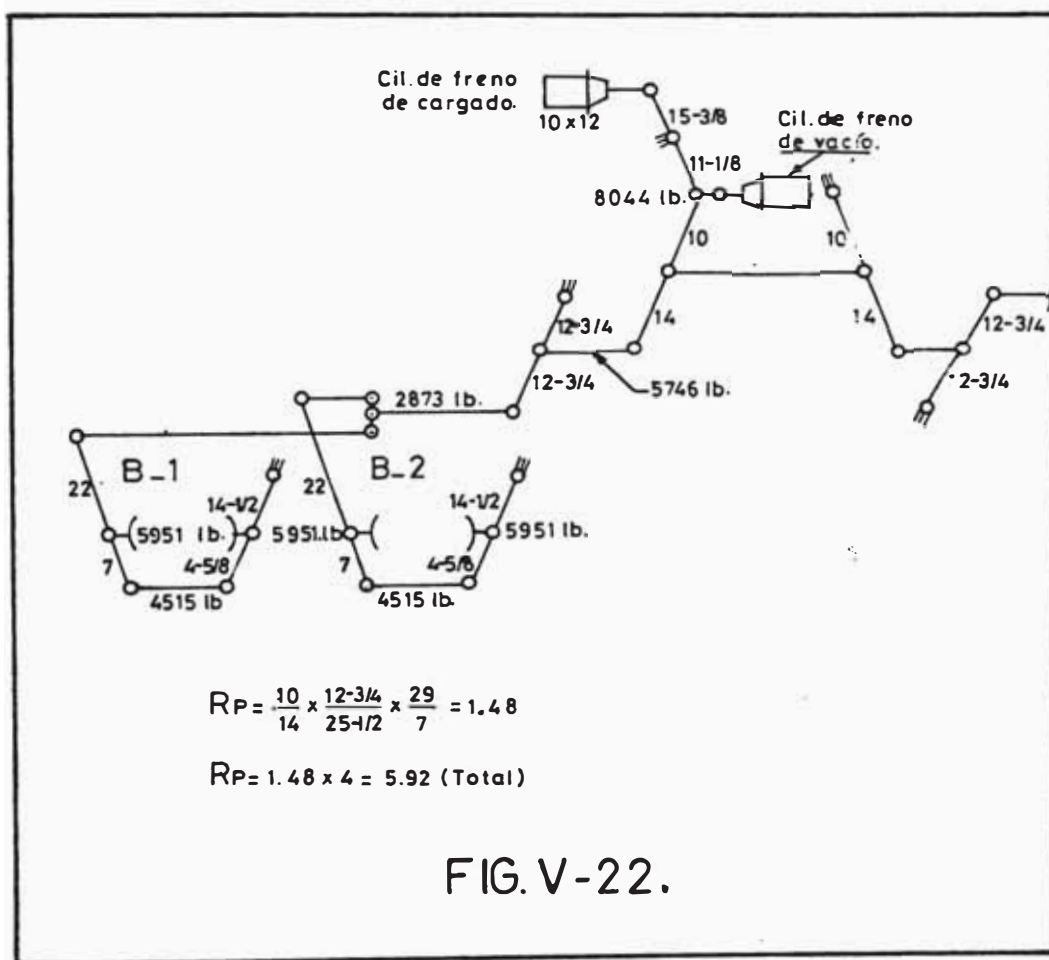 Cil. de freno
de cargado.
10 x 12
15-3/8
Cil. de freno
de vacío.
11-1/8
8044 lb.
10
10
12-3/4
14
14
12-3/4
12-3/4
5746 lb.
2-3/4
2873 lb.
B-1
B-2
22
14-1/2
22
14-1/2
5951 lb.
5951 lb
5951 lb.
7
4-5/8
7
4-5/8
4515 lb
4515 lb.
RP = 10/14 x 12-3/4/25-1/2 x 29/7 = 1.48
RP = 1.48 x 4 = 5.92 (Total)
FIG. V-22.